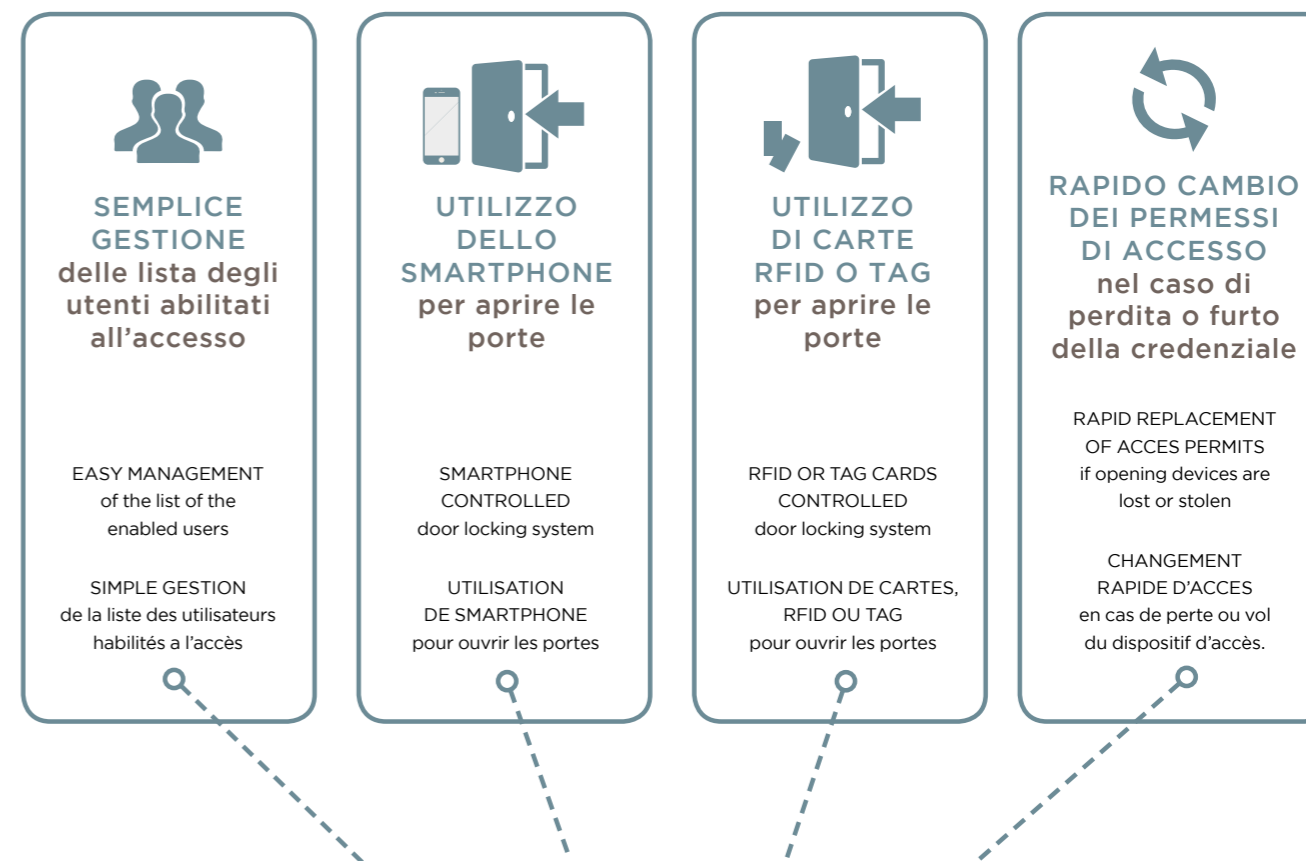 SEMPLICE
GESTIONE
delle lista degli
utenti abilitati
all'accesso
EASY MANAGEMENT
of the list of the
enabled users
SIMPLE GESTION
de la liste des utilisateurs
habilités a l'accès
UTILIZZO
DELLO
SMARTPHONE
per aprire le
porte
SMARTPHONE
CONTROLLED
door locking system
UTILISATION
DE SMARTPHONE
pour ouvrir les portes
UTILIZZO
DI CARTE
RFID O TAG
per aprire le
porte
RFID OR TAG CARDS
CONTROLLED
door locking system
UTILISATION DE CARTES,
RFID OU TAG
pour ouvrir les portes
RAPIDO CAMBIO
DEI PERMESSI
DI ACCESSO
nel caso di
perdita o furto
della credenziale
RAPID REPLACEMENT
OF ACCES PERMITS
if opening devices are
lost or stolen
CHANGEMENT
RAPIDE D'ACCES
en cas de perte ou vol
du dispositif d'accès.